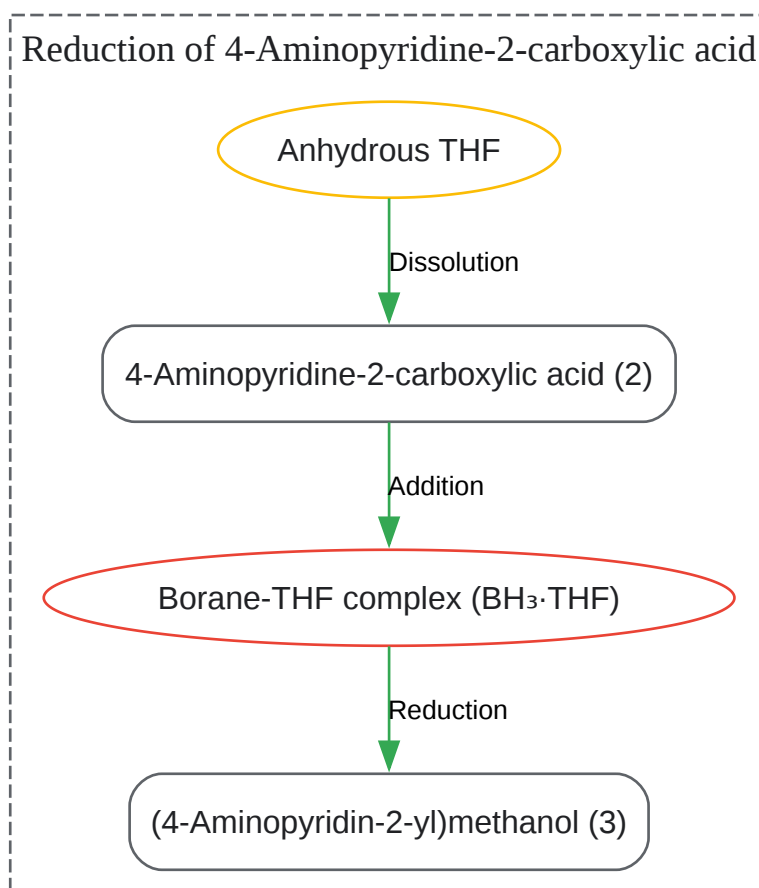 Reduction of 4-Aminopyridine-2-carboxylic acid
Anhydrous THF
Dissolution
4-Aminopyridine-2-carboxylic acid (2)
Addition
Borane-THF complex (BH₃·THF)
Reduction
(4-Aminopyridin-2-yl)methanol (3)